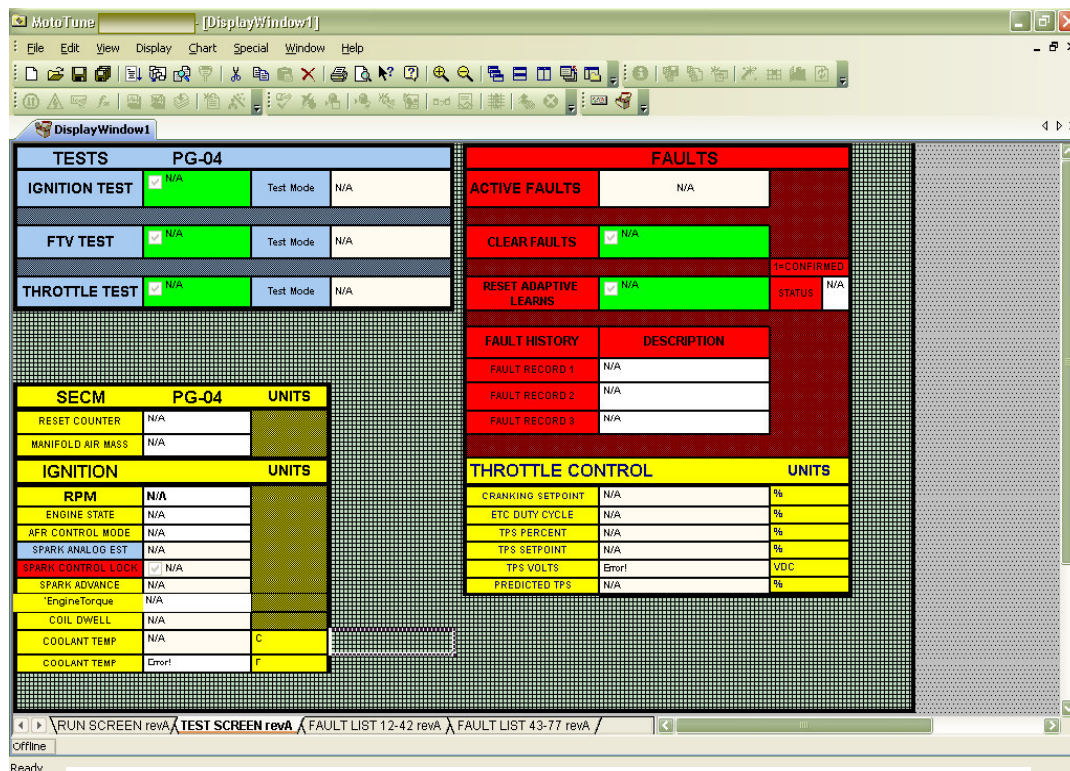 MotoTune - [DisplayWindow1]
File Edit View Display Chart Special Window Help
DisplayWindow1
TESTS PG-04
IGNITION TEST N/A Test Mode N/A
FTV TEST N/A Test Mode N/A
THROTTLE TEST N/A Test Mode N/A
FAULTS
ACTIVE FAULTS N/A
CLEAR FAULTS N/A
1=CONFIRMED
RESET ADAPTIVE LEARNS N/A STATUS N/A
FAULT HISTORY DESCRIPTION
FAULT RECORD 1 N/A
FAULT RECORD 2 N/A
FAULT RECORD 3 N/A
SECM PG-04 UNITS
RESET COUNTER N/A
MANIFOLD AIR MASS N/A
IGNITION UNITS
RPM N/A
ENGINE STATE N/A
AFR CONTROL MODE N/A
SPARK ANALOG EST N/A
SPARK CONTROL LOCK N/A
SPARK ADVANCE N/A
'EngineTorque N/A
COIL DWELL N/A
COOLANT TEMP N/A C
COOLANT TEMP Error! F
THROTTLE CONTROL UNITS
CRANKING SETPOINT N/A %
ETC DUTY CYCLE N/A %
TPS PERCENT N/A %
TPS SETPOINT N/A %
TPS VOLTS Error! VDC
PREDICTED TPS N/A %
RUN SCREEN revA TEST SCREEN revA FAULT LIST 12-42 revA FAULT LIST 43-77 revA
Offline
Ready